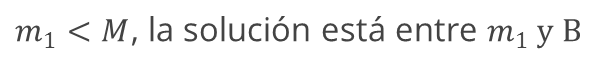 m₁ < M, la solución está entre m₁ y B